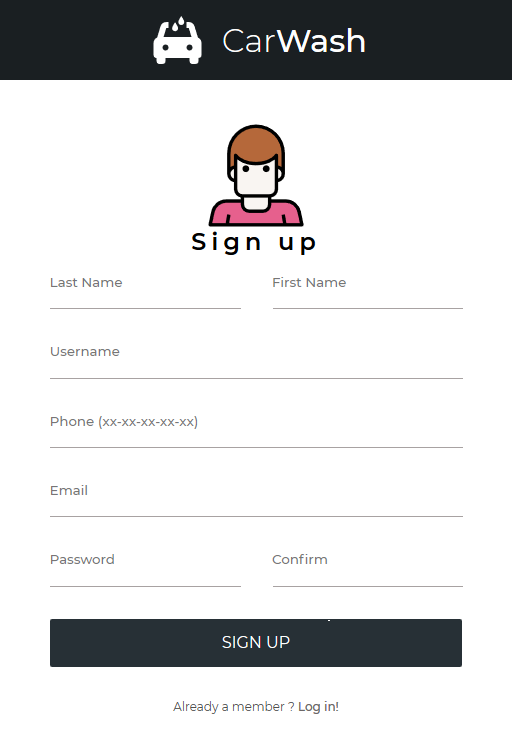 CarWash
Sign up
Last Name First Name
Username
Phone (xx-xx-xx-xx-xx)
Email
Password Confirm
SIGN UP
Already a member ? Log in!